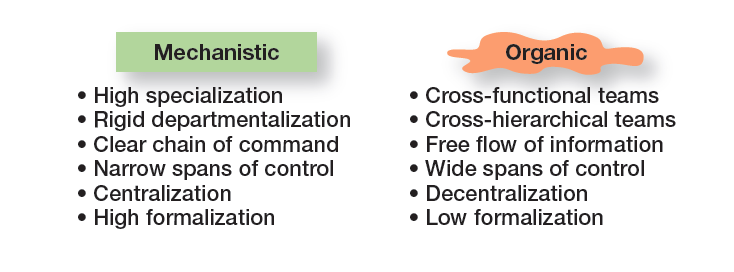 Mechanistic
• High specialization
• Rigid departmentalization
• Clear chain of command
• Narrow spans of control
• Centralization
• High formalization
Organic
• Cross-functional teams
• Cross-hierarchical teams
• Free flow of information
• Wide spans of control
• Decentralization
• Low formalization